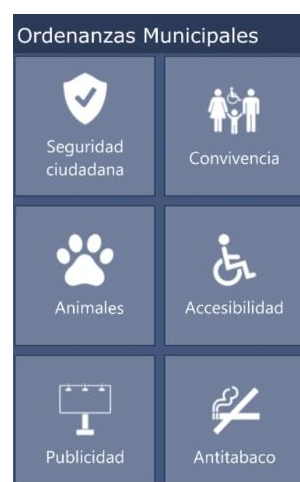 Ordenanzas Municipales
Seguridad
ciudadana
Convivencia
Animales
Accesibilidad
Publicidad
Antitabaco